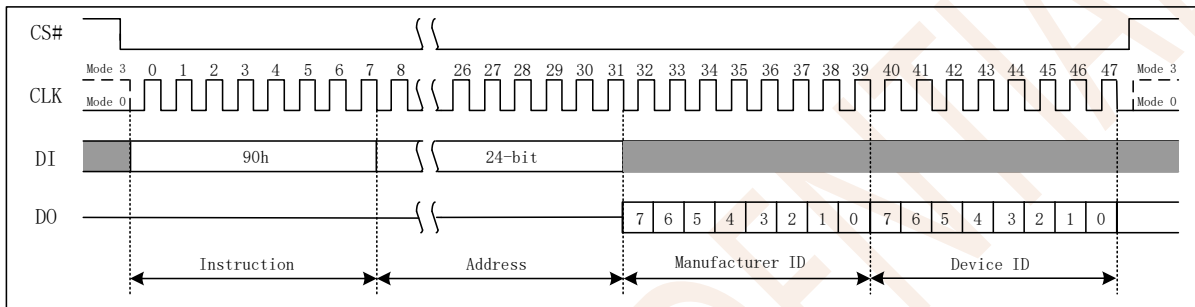 CS#
Mode 3 0 1 2 3 4 5 6 7 8 26 27 28 29 30 31 32 33 34 35 36 37 38 39 40 41 42 43 44 45 46 47 Mode 3
CLK
Mode 0 Mode 0
DI 90h 24-bit
DO 7 6 5 4 3 2 1 0 7 6 5 4 3 2 1 0
Instruction Address Manufacturer ID Device ID